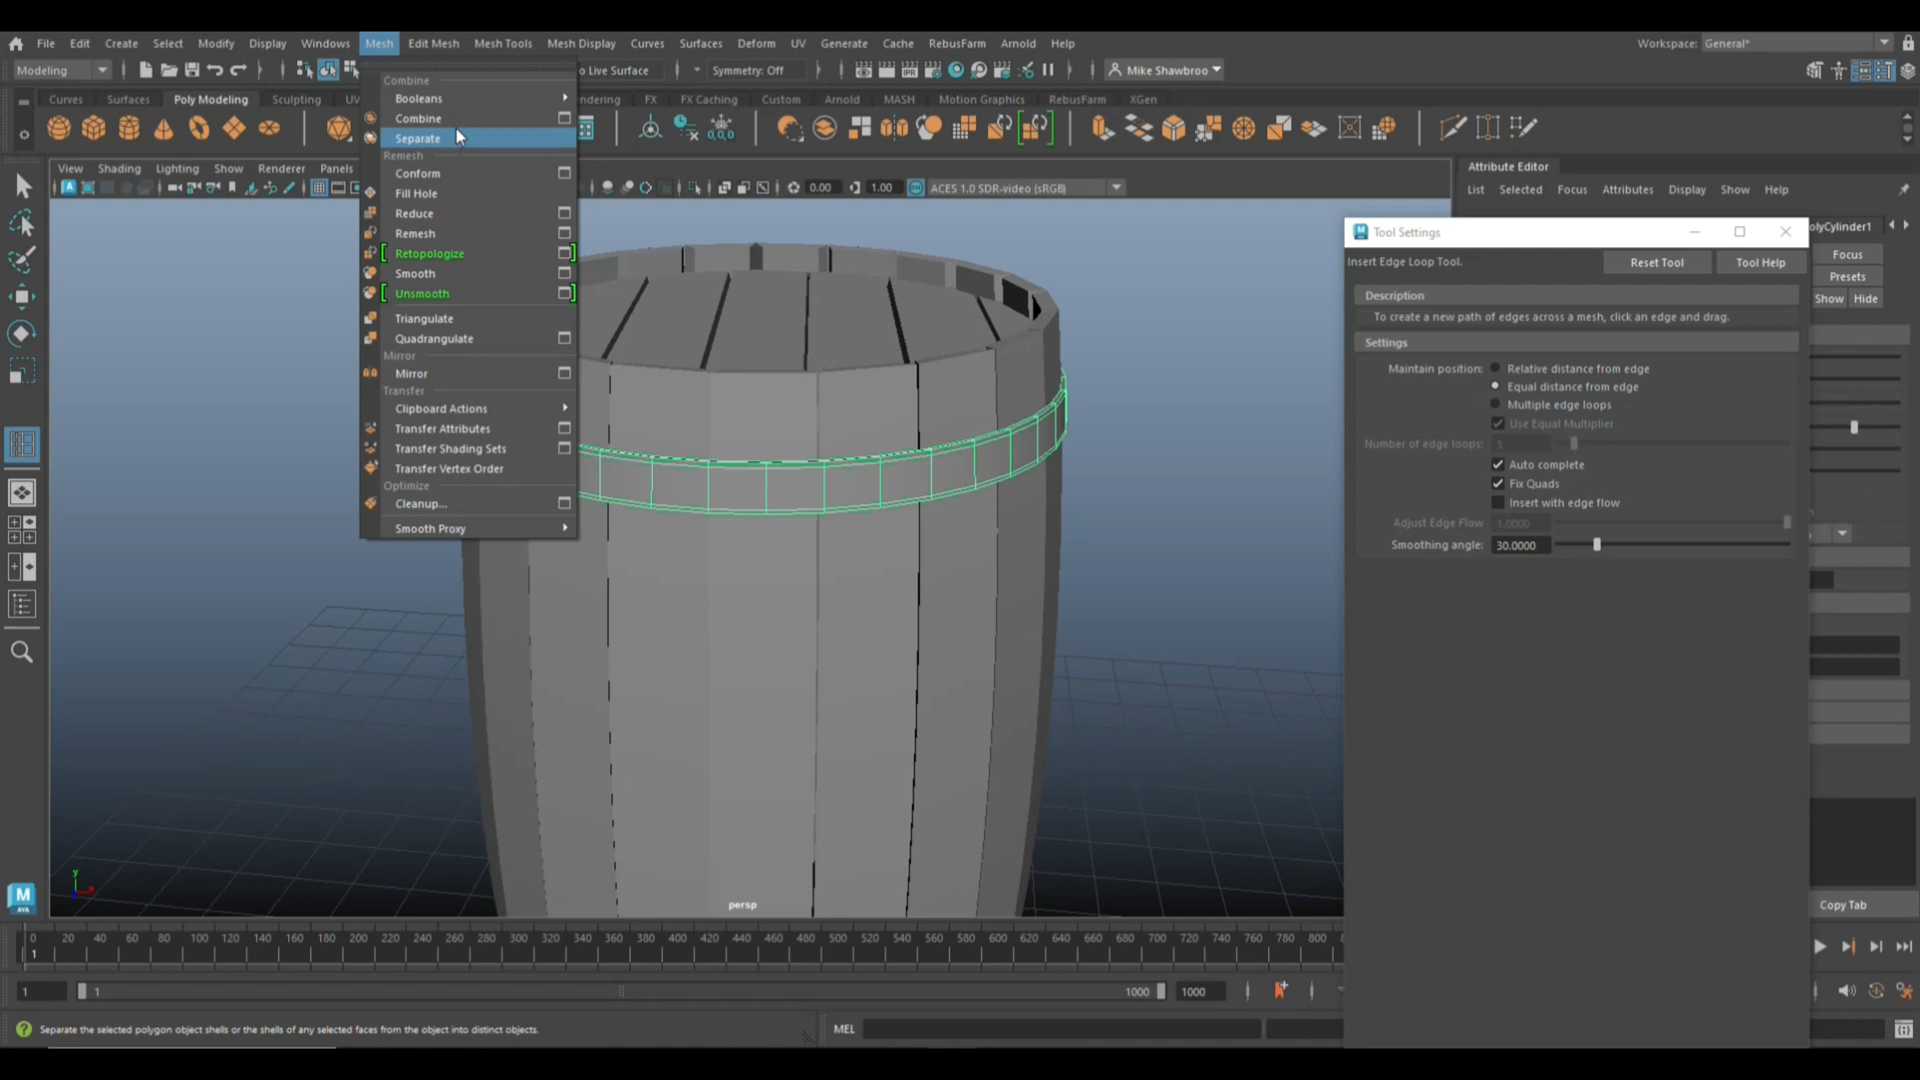 File Edit Create Select Modify Display Windows Mesh Edit Mesh Mesh Tools Mesh Display Curves Surfaces Deform UV Generate Cache RebusFarm Arnold Help
Workspace: General*
Modeling
o Live Surface
Symmetry: Off
Mike Shawbroo
Curves Surfaces Poly Modeling Sculpting UV
ndering FX FX Caching Custom Arnold MASH Motion Graphics RebusFarm XGen
View Shading Lighting Show Renderer Panels
0.00
1.00
ACES 1.0 SDR-video (sRGB)
Combine
Booleans
Combine
Separate
Remesh
Conform
Fill Hole
Reduce
Remesh
Retopologize
Smooth
Unsmooth
Triangulate
Quadrangulate
Mirror
Mirror
Transfer
Clipboard Actions
Transfer Attributes
Transfer Shading Sets
Transfer Vertex Order
Optimize
Cleanup...
Smooth Proxy
Attribute Editor
List Selected Focus Attributes Display Show Help
olyCylinder1
Focus
Presets
Show Hide
Tool Settings
Insert Edge Loop Tool.
Reset Tool
Tool Help
Description
To create a new path of edges across a mesh, click an edge and drag.
Settings
Maintain position: Relative distance from edge
Equal distance from edge
Multiple edge loops
Use Equal Multiplier
Number of edge loops: 3
Auto complete
Fix Quads
Insert with edge flow
Adjust Edge Flow 1.0000
Smoothing angle: 30.0000
y
persp
M
AYA
Copy Tab
0 20 40 60 80 100 120 140 160 180 200 220 240 260 280 300 320 340 360 380 400 420 440 460 480 500 520 540 560 580 600 620 640 660 680 700 720 740 760 780 800
1
1
1
1000
1000
Separate the selected polygon object shells or the shells of any selected faces from the object into distinct objects.
MEL